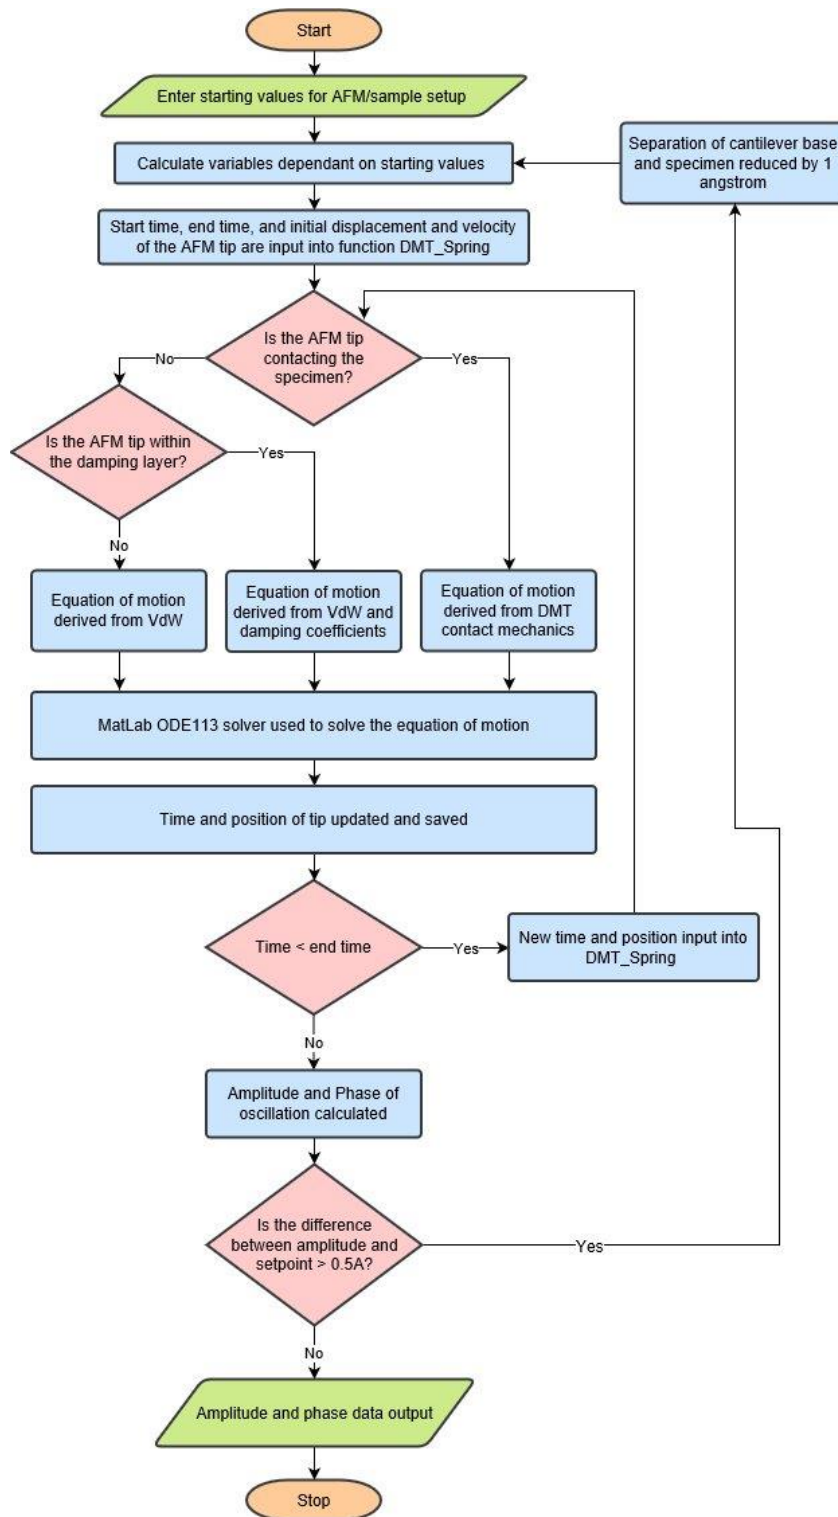 Start
Enter starting values for AFM/sample setup
Calculate variables dependant on starting values
Separation of cantilever base
and specimen reduced by 1
angstrom
Start time, end time, and initial displacement and velocity
of the AFM tip are input into function DMT_Spring
Is the AFM tip
contacting the
specimen?
No
Yes
Is the AFM tip within
the damping layer?
Yes
No
Equation of motion
derived from VdW
Equation of motion
derived from VdW and
damping coefficients
Equation of motion
derived from DMT
contact mechanics
MatLab ODE113 solver used to solve the equation of motion
Time and position of tip updated and saved
Time < end time
Yes
New time and position input into
DMT_Spring
No
Amplitude and Phase of
oscillation calculated
Is the difference
between amplitude and
setpoint > 0.5A?
Yes
No
Amplitude and phase data output
Stop